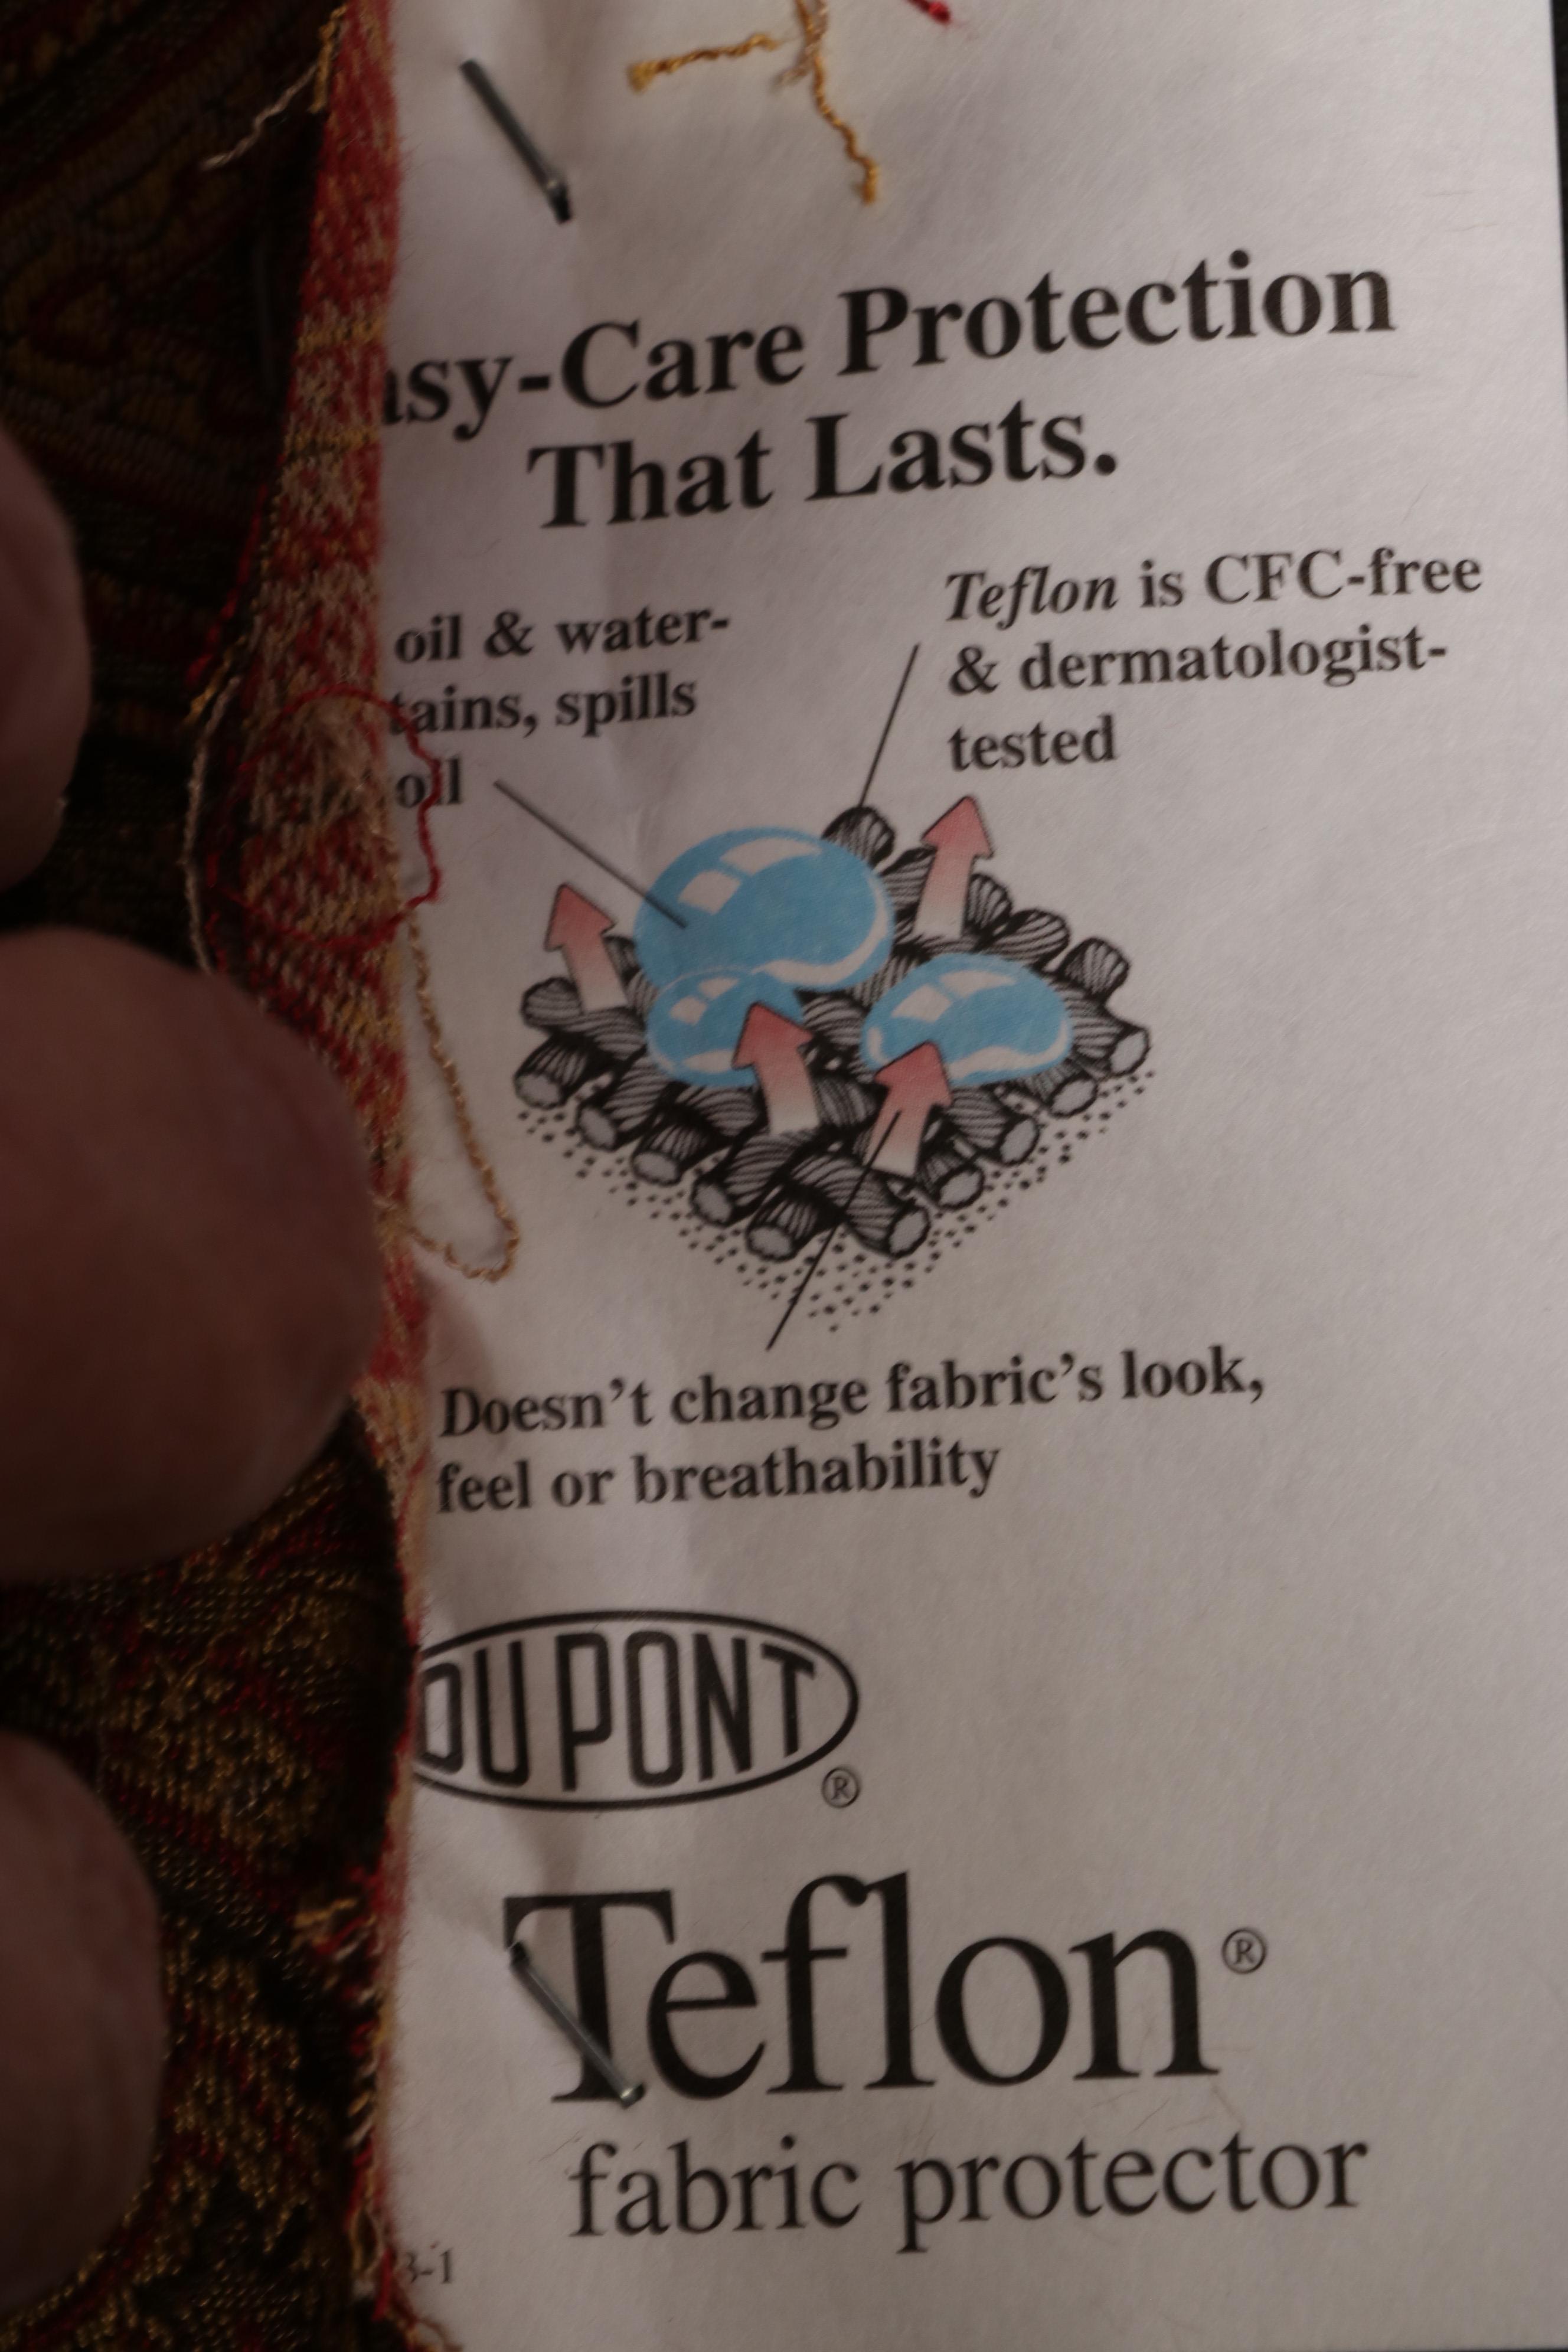 asy-Care Protection
That Lasts.
oil & water-
tains, spills
oil
Teflon is CFC-free
& dermatologist-
tested
Doesn't change fabric's look,
feel or breathability
DUPONT
®
Teflon®
fabric protector
3-1